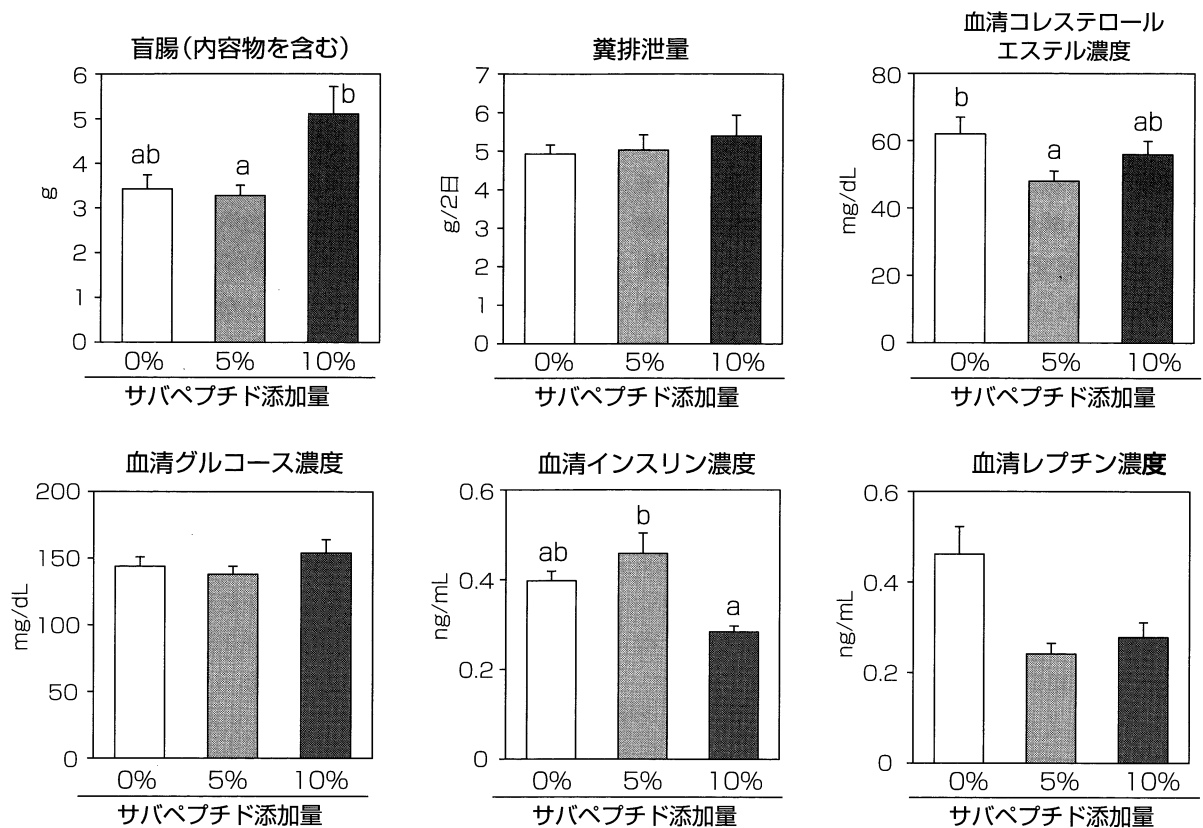 盲腸(内容物を含む)
6
5
4
3
2
1
0
g
ab
a
b
0% 5% 10%
サバペプチド添加量
糞排泄量
7
6
5
4
3
2
1
0
g/2日
0% 5% 10%
サバペプチド添加量
血清コレステロール
エステル濃度
80
60
40
20
0
mg/dL
b
a
ab
0% 5% 10%
サバペプチド添加量
血清グルコース濃度
200
150
100
50
0
mg/dL
0% 5% 10%
サバペプチド添加量
血清インスリン濃度
0.6
0.4
0.2
0
ng/mL
ab
b
a
0% 5% 10%
サバペプチド添加量
血清レプチン濃度
0.6
0.4
0.2
0
ng/mL
0% 5% 10%
サバペプチド添加量